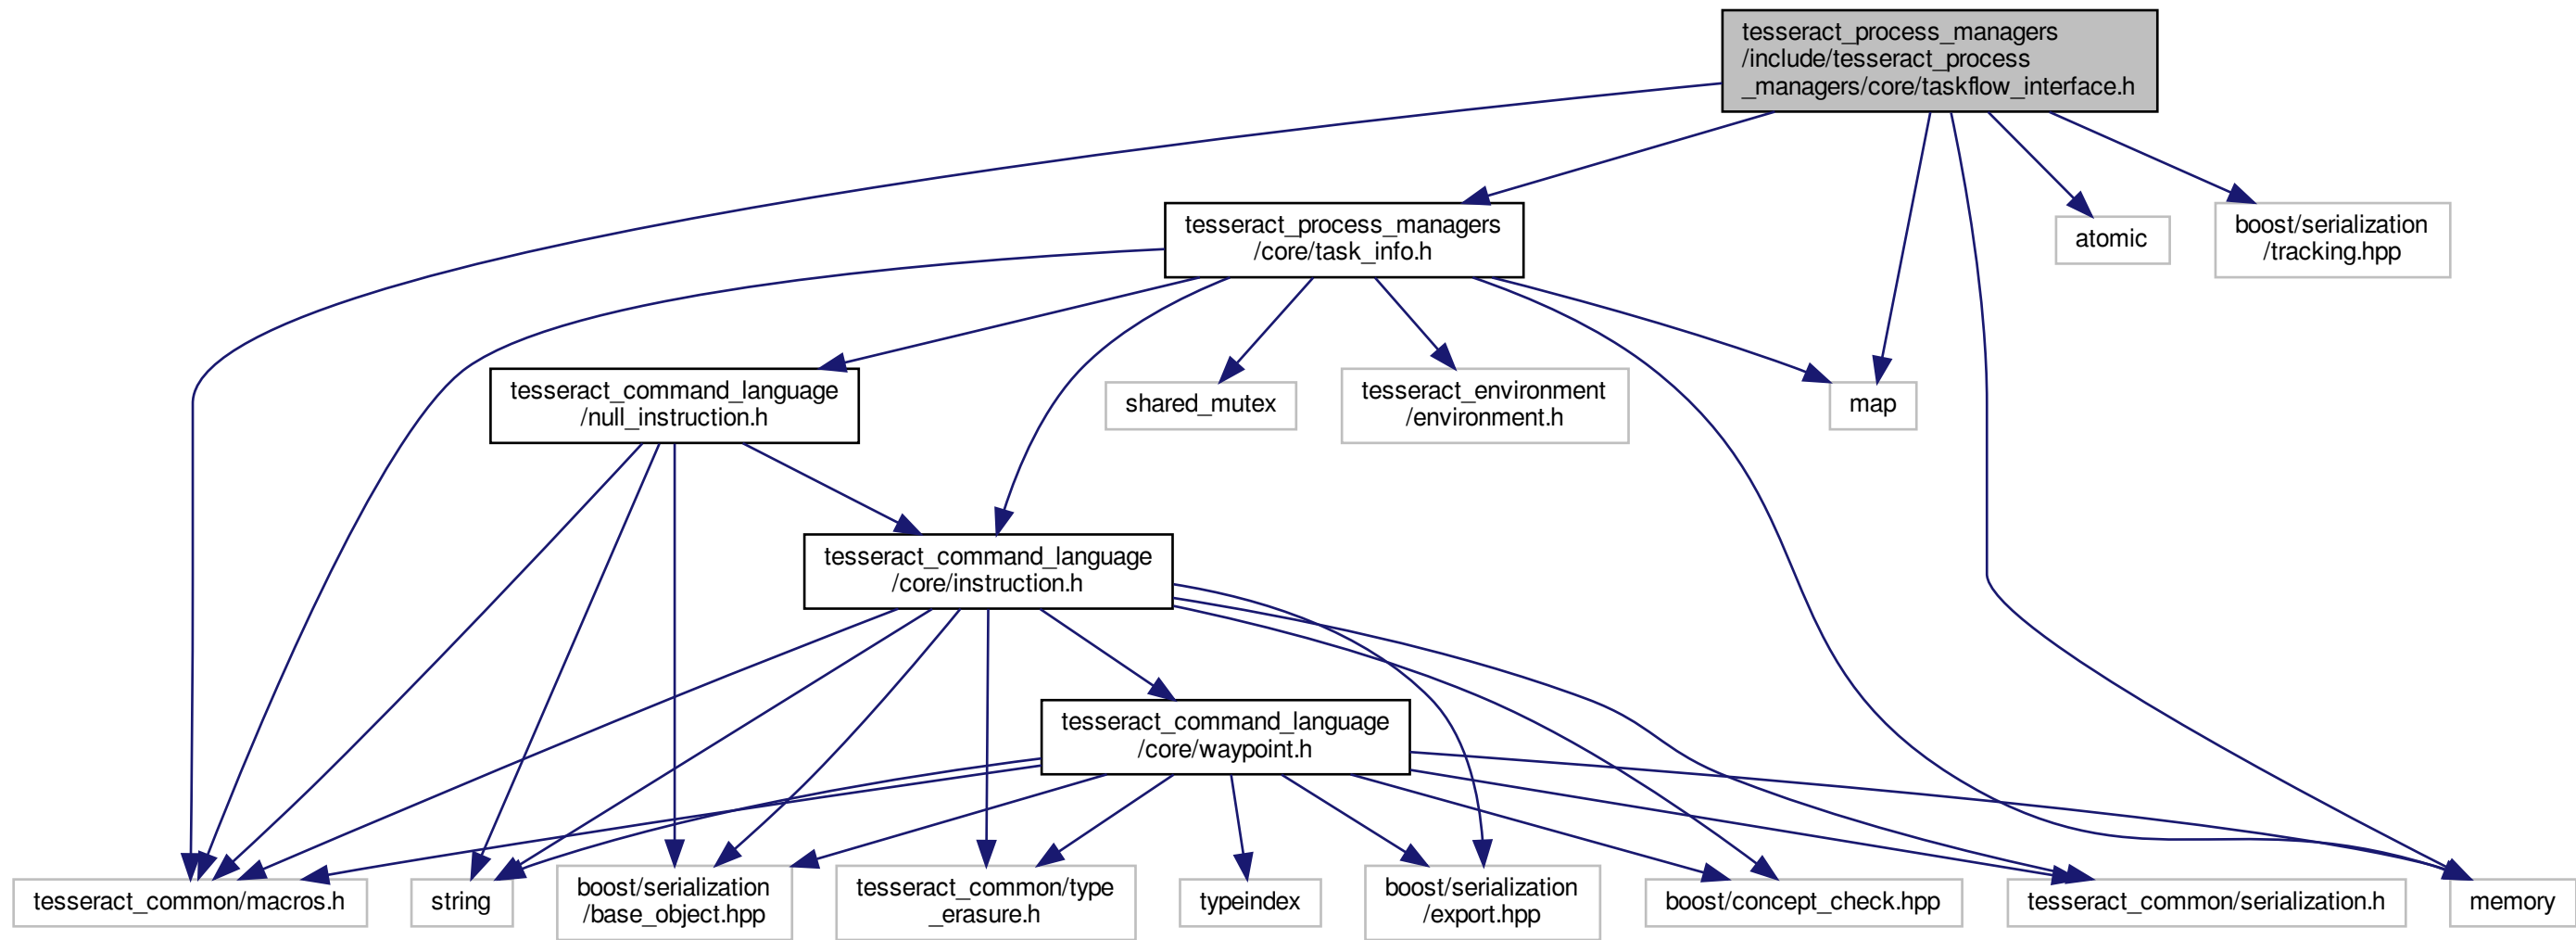 tesseract_process_managers
/include/tesseract_process
_managers/core/taskflow_interface.h
tesseract_process_managers
/core/task_info.h
atomic
boost/serialization
/tracking.hpp
tesseract_command_language
/null_instruction.h
shared_mutex
tesseract_environment
/environment.h
map
tesseract_command_language
/core/instruction.h
tesseract_command_language
/core/waypoint.h
tesseract_common/macros.h
string
boost/serialization
/base_object.hpp
tesseract_common/type
_erasure.h
typeindex
boost/serialization
/export.hpp
boost/concept_check.hpp
tesseract_common/serialization.h
memory